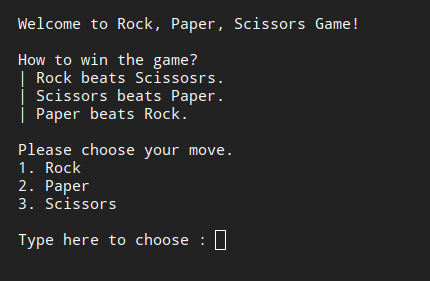 Welcome to Rock, Paper, Scissors Game!
How to win the game?
| Rock beats Scissosrs.
| Scissors beats Paper.
| Paper beats Rock.
Please choose your move.
1. Rock
2. Paper
3. Scissors
Type here to choose :